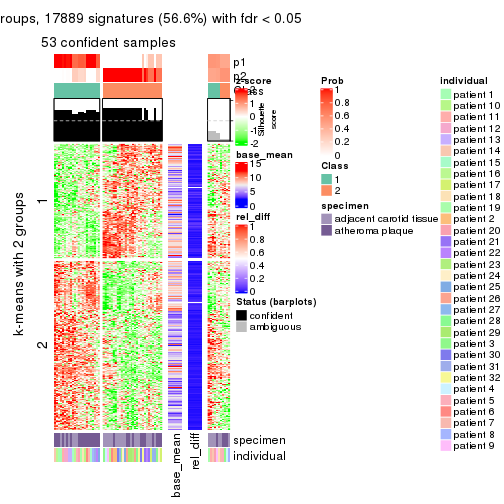 roups, 17889 signatures (56.6%) with fdr < 0.05
53 confident samples
p1
p2
Class
Silhouette
score
1
2
k-means with 2 groups
specimen
individual
base_mean
rel_diff
z-score
2
1
0
-1
-2
base_mean
15
10
5
0
rel_diff
1
0.8
0.6
0.4
0.2
0
Status (barplots)
confident
ambiguous
Prob
1
0.8
0.6
0.4
0.2
0
Class
1
2
specimen
adjacent carotid tissue
atheroma plaque
individual
patient 1
patient 10
patient 11
patient 12
patient 13
patient 14
patient 15
patient 16
patient 17
patient 18
patient 19
patient 2
patient 20
patient 21
patient 22
patient 23
patient 24
patient 25
patient 26
patient 27
patient 28
patient 29
patient 3
patient 30
patient 31
patient 32
patient 4
patient 5
patient 6
patient 7
patient 8
patient 9